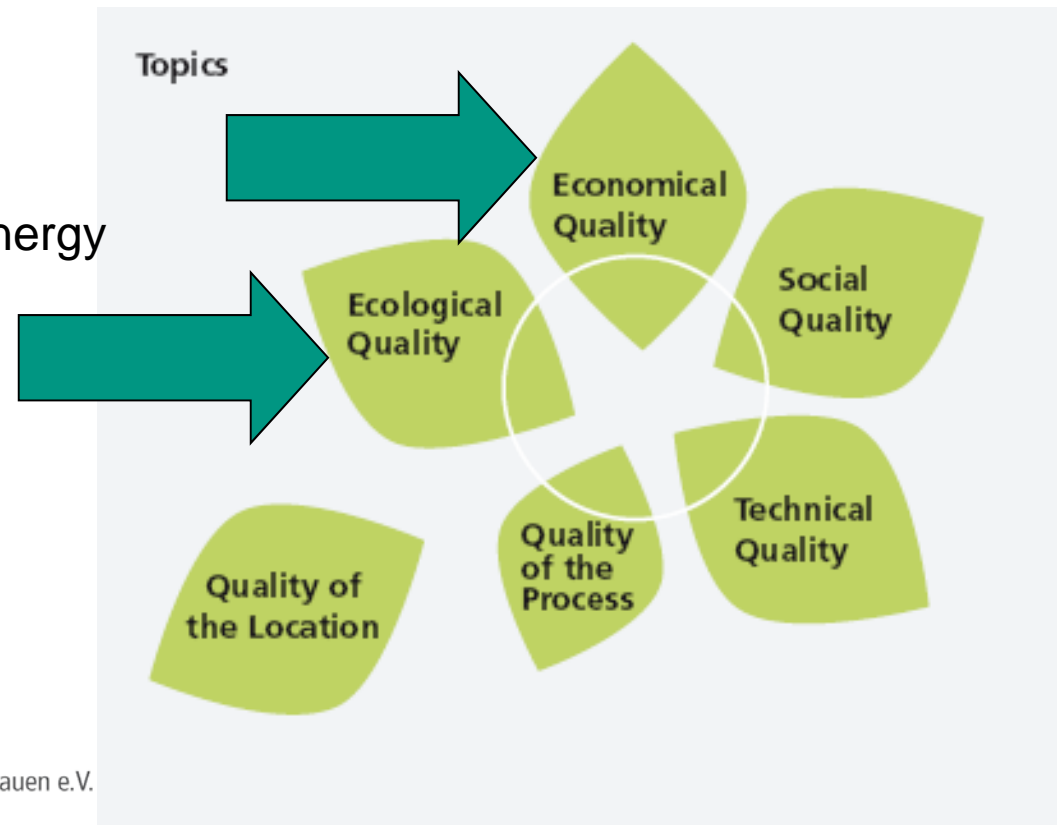 Topics
Economical
Quality
nergy
Ecological
Quality
Social
Quality
Technical
Quality
Quality
of the
Process
Quality of
the Location
auen e.V.